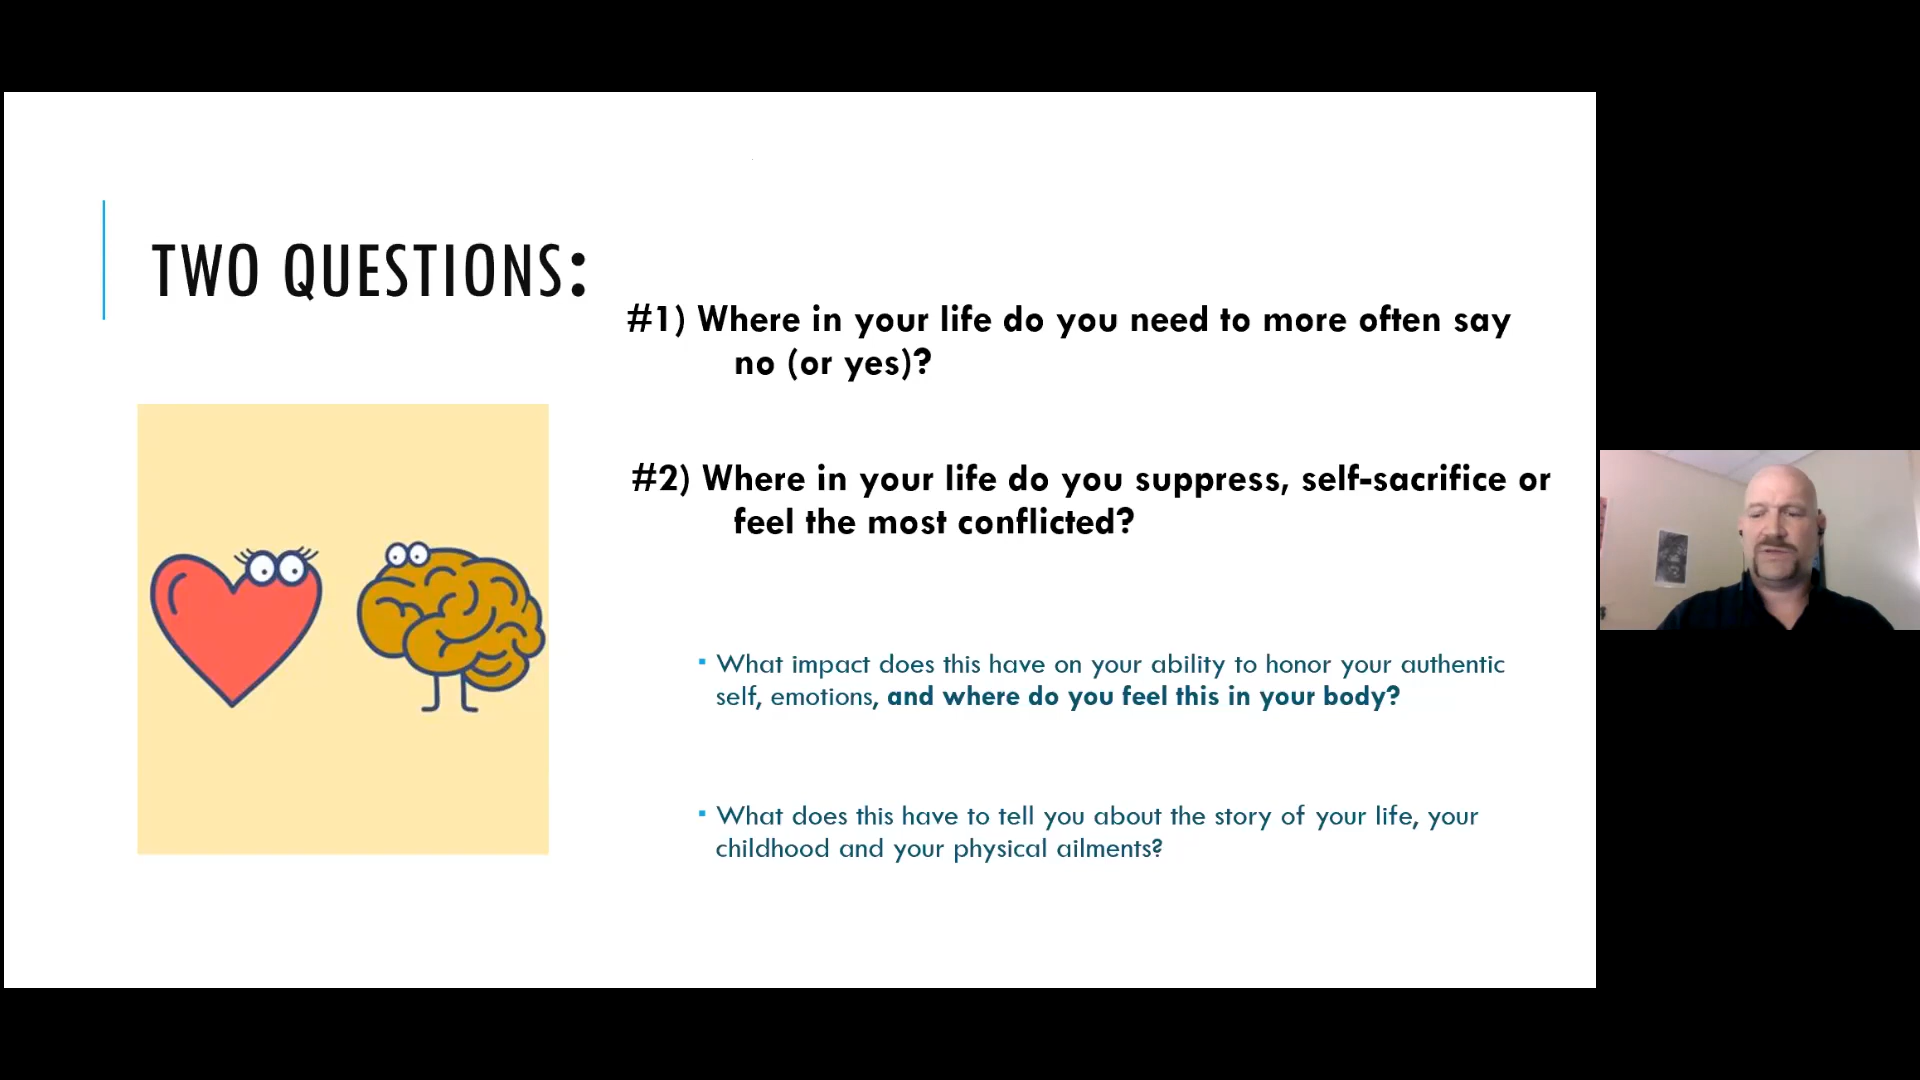 TWO QUESTIONS:
#1) Where in your life do you need to more often say
no (or yes)?
#2) Where in your life do you suppress, self-sacrifice or
feel the most conflicted?
▪ What impact does this have on your ability to honor your authentic
self, emotions, and where do you feel this in your body?
▪ What does this have to tell you about the story of your life, your
childhood and your physical ailments?